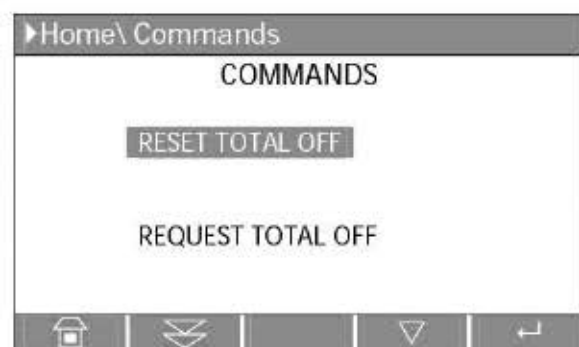 Home\ Commands
COMMANDS
RESET TOTAL OFF
REQUEST TOTAL OFF